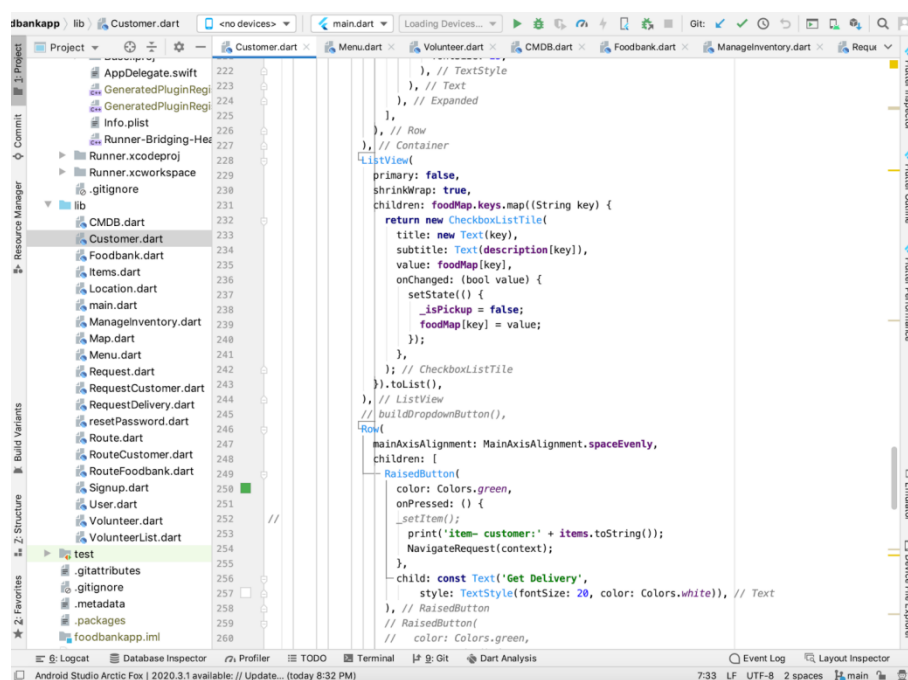 odbankapp > lib > Customer.dart <no devices> main.dart Loading Devices... Git:
Project
Customer.dart Menu.dart Volunteer.dart CMDB.dart Foodbank.dart ManageInventory.dart
AppDelegate.swift
GeneratedPluginRegi
GeneratedPluginRegi
Info.plist
Runner-Bridging-Hea
Runner.xcodeproj
Runner.xcworkspace
.gitignore
lib
CMDB.dart
Customer.dart
Foodbank.dart
Items.dart
Location.dart
main.dart
ManageInventory.dart
Map.dart
Menu.dart
Request.dart
RequestCustomer.dart
RequestDelivery.dart
resetPassword.dart
Route.dart
RouteCustomer.dart
RouteFoodbank.dart
Signup.dart
User.dart
Volunteer.dart
VolunteerList.dart
test
.gitattributes
.gitignore
.metadata
.packages
foodbankapp.iml
222 ), // TextStyle
223 ), // Text
224 ), // Expanded
225 ],
226 ), // Row
227 ), // Container
228 ListView(
229 primary: false,
230 shrinkWrap: true,
231 children: foodMap.keys.map((String key) {
232 return new CheckboxListTile(
233 title: new Text(key),
234 subtitle: Text(description[key]),
235 value: foodMap[key],
236 onChanged: (bool value) {
237 setState(() {
238 _isPickup = false;
239 foodMap[key] = value;
240 });
241 },
242 ); // CheckboxListTile
243 }).toList(),
244 ), // ListView
245 // buildDropdownButton(),
246 Row(
247 mainAxisAlignment: MainAxisAlignment.spaceEvenly,
248 children: [
249 RaisedButton(
250 color: Colors.green,
251 onPressed: () {
252 // _setItem();
253 print('item- customer:' + items.toString());
254 NavigateRequest(context);
255 },
256 child: const Text('Get Delivery',
257 style: TextStyle(fontSize: 20, color: Colors.white)), // Text
258 ), // RaisedButton
259 // RaisedButton(
260 // color: Colors.green,
1: Project
Commit
Resource Manager
Build Variants
Z: Structure
2: Favorites
Flutter Outline
Flutter Performance
Emulator
Device File Explorer
6: Logcat Database Inspector Profiler TODO Terminal 9: Git Dart Analysis Event Log Layout Inspector
Android Studio Arctic Fox | 2020.3.1 available: // Update... (today 8:32 PM) 7:33 LF UTF-8 2 spaces main